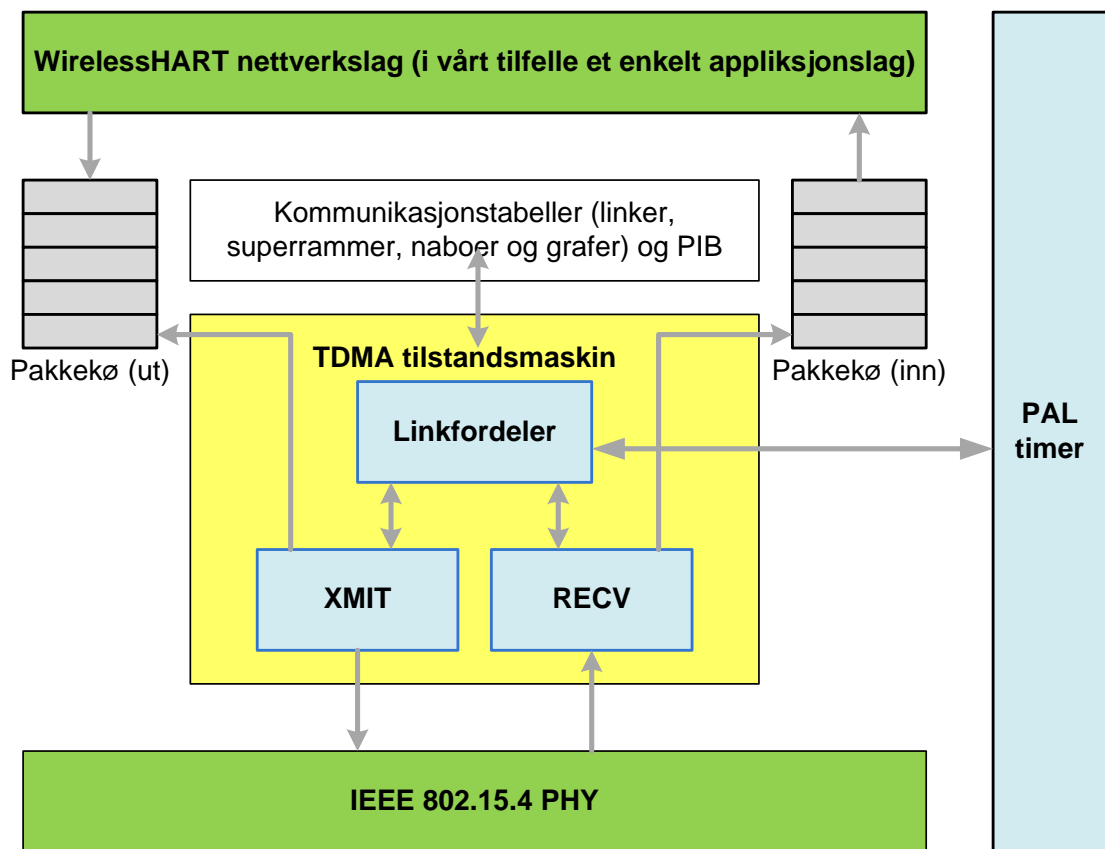 WirelessHART nettverkslag (i vårt tilfelle et enkelt appliksjonslag)
Kommunikasjonstabeller (linker,
superrammer, naboer og grafer) og PIB
Pakkekø (ut)
TDMA tilstandsmaskin
Pakkekø (inn)
Linkfordeler
PAL
timer
XMIT
RECV
IEEE 802.15.4 PHY